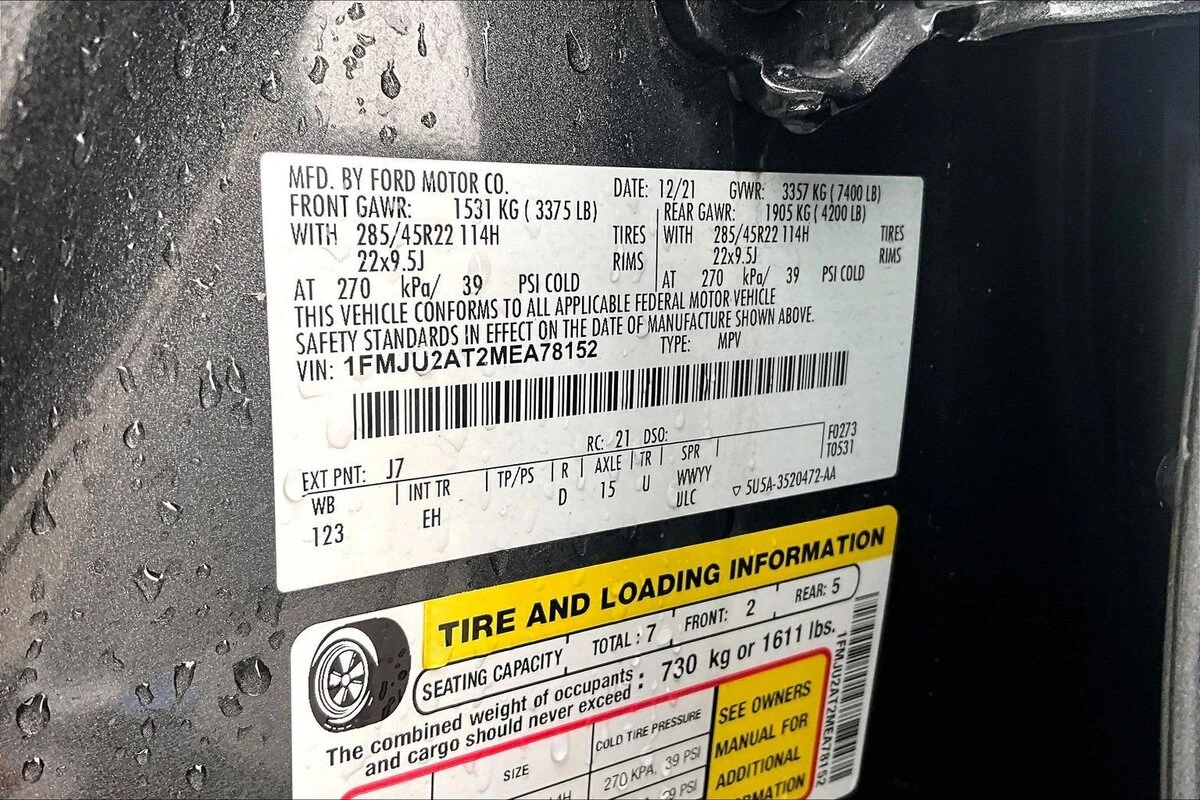 MFD. BY FORD MOTOR CO. DATE: 12/21 GVWR: 3357 KG ( 7400 LB)
FRONT GAWR: 1531 KG ( 3375 LB) REAR GAWR: 1905 KG ( 4200 LB)
WITH 285/45R22 114H TIRES WITH 285/45R22 114H TIRES
22x9.5J RIMS 22x9.5J RIMS
AT 270 kPa/ 39 PSI COLD AT 270 kPa/ 39 PSI COLD
THIS VEHICLE CONFORMS TO ALL APPLICABLE FEDERAL MOTOR VEHICLE
SAFETY STANDARDS IN EFFECT ON THE DATE OF MANUFACTURE SHOWN ABOVE.
VIN: 1FMJU2AT2MEA78152 TYPE: MPV
RC: 21 DSO: F0273
EXT PNT: J7 T0531
WB INT TR TP/PS R AXLE TR SPR
123 EH D 15 U WWYY
ULC ▽ 5U5A-3520472-AA
TIRE AND LOADING INFORMATION
SEATING CAPACITY TOTAL : 7 FRONT: 2 REAR: 5
The combined weight of occupants
and cargo should never exceed : 730 kg or 1611 lbs.
SIZE COLD TIRE PRESSURE SEE OWNERS
270 KPA, 39 PSI MANUAL FOR
ADDITIONAL
1FMJU2AT2MEA78152